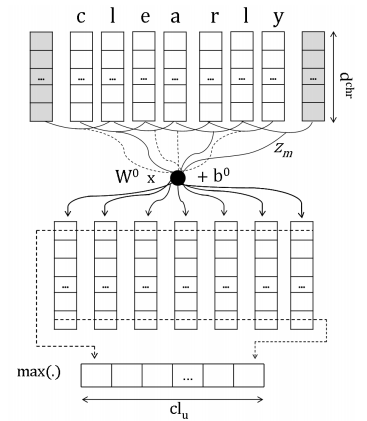 c l e a r l y
... ... ... ... ... ... ... ... ...
d^chr
z_m
W^0 x + b^0
... ... ... ... ... ... ...
max(.)
...
cl_u